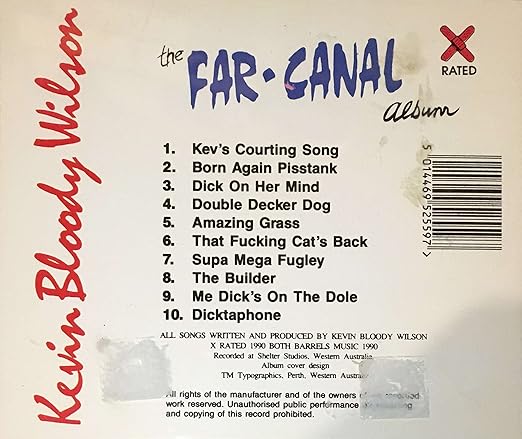 Kevin Bloody Wilson
the
FAR·CANAL
album
X
RATED
1. Kev's Courting Song
2. Born Again Pisstank
3. Dick On Her Mind
4. Double Decker Dog
5. Amazing Grass
6. That Fucking Cat's Back
7. Supa Mega Fugley
8. The Builder
9. Me Dick's On The Dole
10. Dicktaphone
5 014469 525597 >
ALL SONGS WRITTEN AND PRODUCED BY KEVIN BLOODY WILSON
X RATED 1990 BOTH BARRELS MUSIC 1990
Recorded at Shelter Studios, Western Australia
Album cover design
TM Typographics, Perth, Western Australia
All rights of the manufacturer and of the owners of
work reserved. Unauthorised public performance
and copying of this record prohibited.